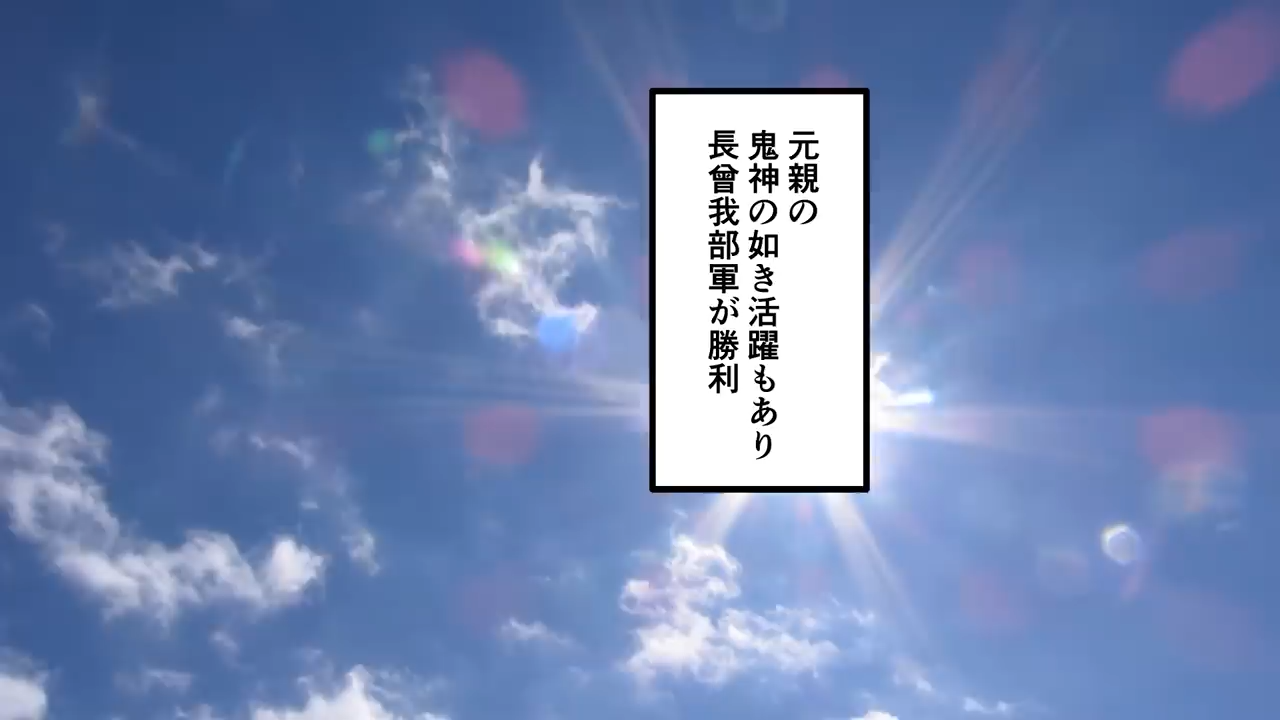 元親の
鬼神の如き活躍もあり
長曾我部軍が勝利